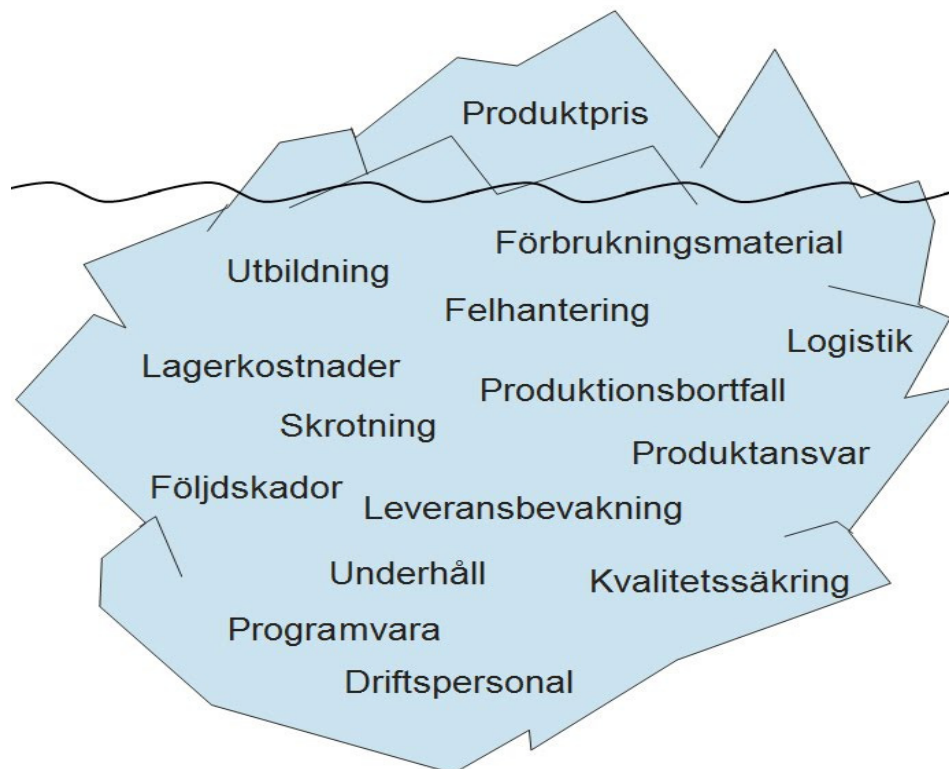 Produktpris
Förbrukningsmaterial
Utbildning
Felhantering
Logistik
Lagerkostnader
Produktionsbortfall
Skrotning
Produktansvar
Följdskador
Leveransbevakning
Underhåll
Kvalitetssäkring
Programvara
Driftspersonal